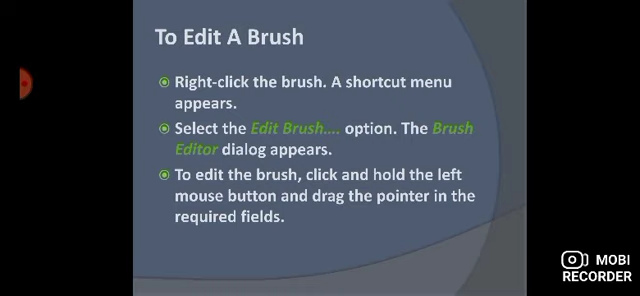 To Edit A Brush
Right-click the brush. A shortcut menu
appears.
Select the Edit Brush.... option. The Brush
Editor dialog appears.
To edit the brush, click and hold the left
mouse button and drag the pointer in the
required fields.
MOBI
RECORDER